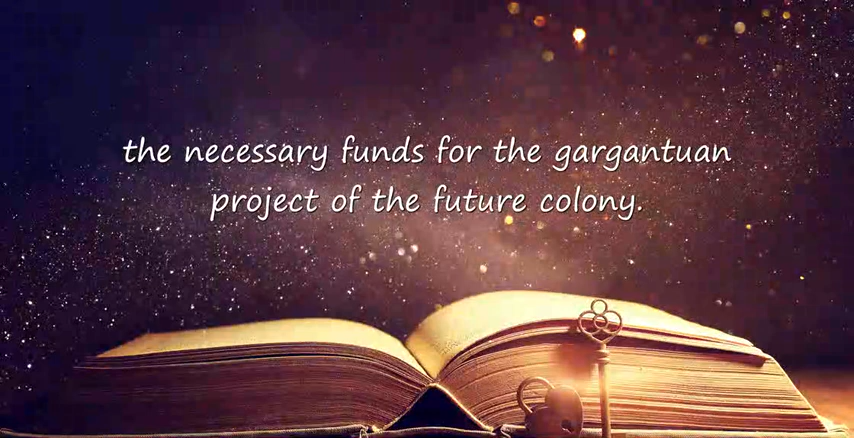 the necessary funds for the gargantuan
project of the future colony.